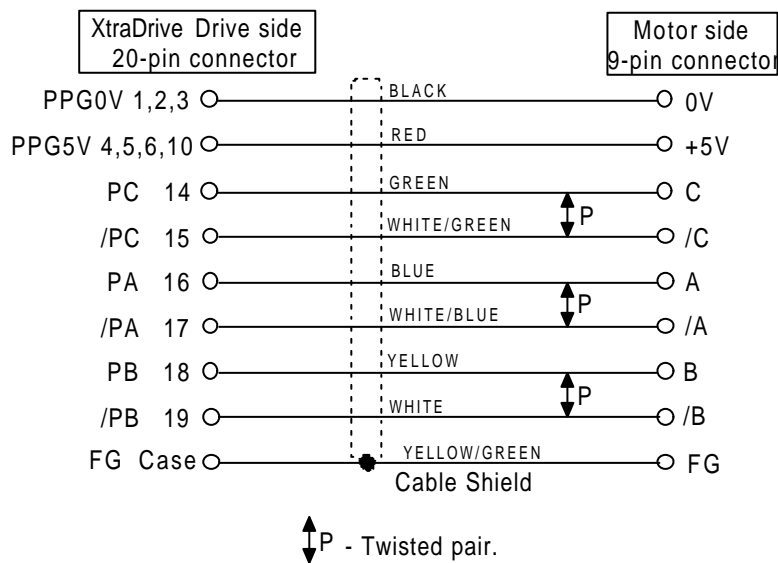 XtraDrive Drive side
20-pin connector
Motor side
9-pin connector
PPG0V 1,2,3 BLACK 0V
PPG5V 4,5,6,10 RED +5V
PC 14 GREEN C
P
/PC 15 WHITE/GREEN /C
PA 16 BLUE A
P
/PA 17 WHITE/BLUE /A
PB 18 YELLOW B
P
/PB 19 WHITE /B
FG Case YELLOW/GREEN FG
Cable Shield
P - Twisted pair.